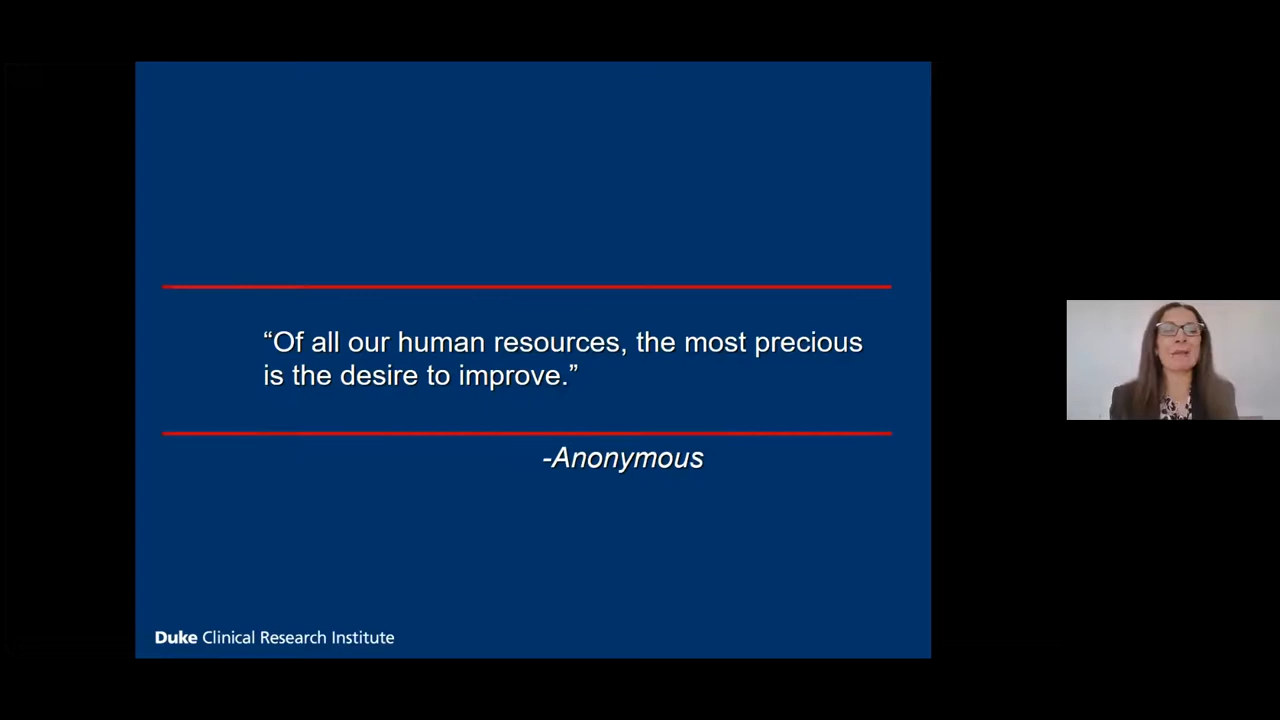 “Of all our human resources, the most precious
is the desire to improve.”
-Anonymous
Duke Clinical Research Institute